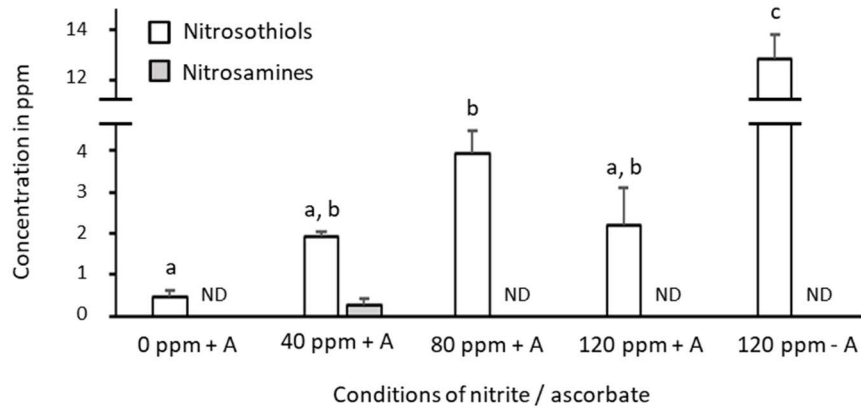 Concentration in ppm
14
12
4
3
2
1
0
Nitrosothiols
Nitrosamines
a
ND
a, b
b
ND
a, b
ND
c
ND
0 ppm + A
40 ppm + A
80 ppm + A
120 ppm + A
120 ppm - A
Conditions of nitrite / ascorbate